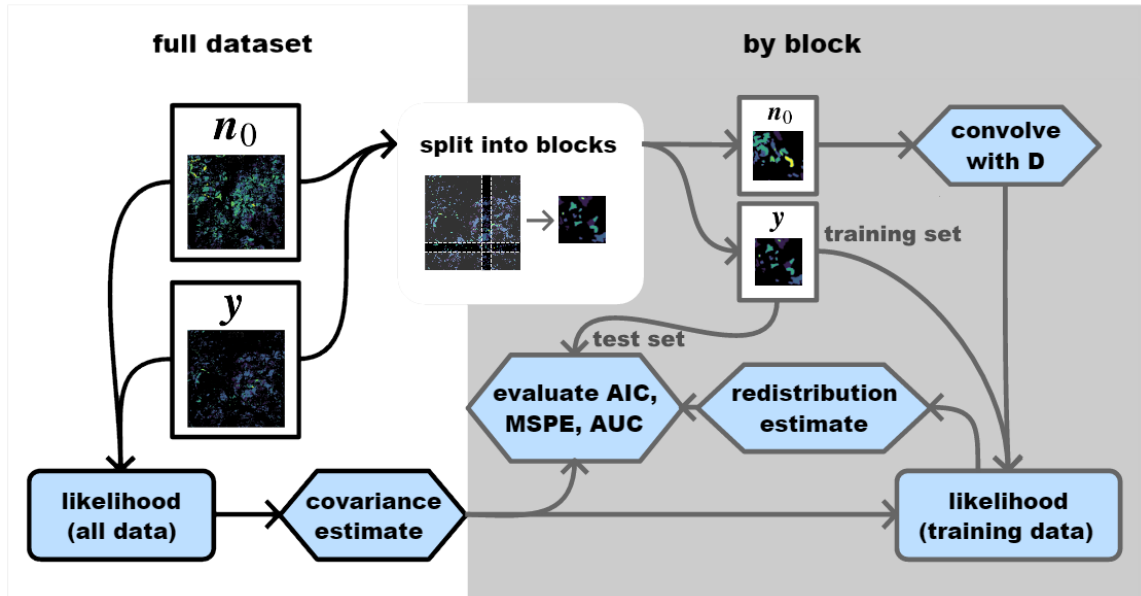 full dataset
by block
n0
y
split into blocks
n0
y
convolve
with D
training set
test set
evaluate AIC,
MSPE, AUC
redistribution
estimate
likelihood
(all data)
covariance
estimate
likelihood
(training data)